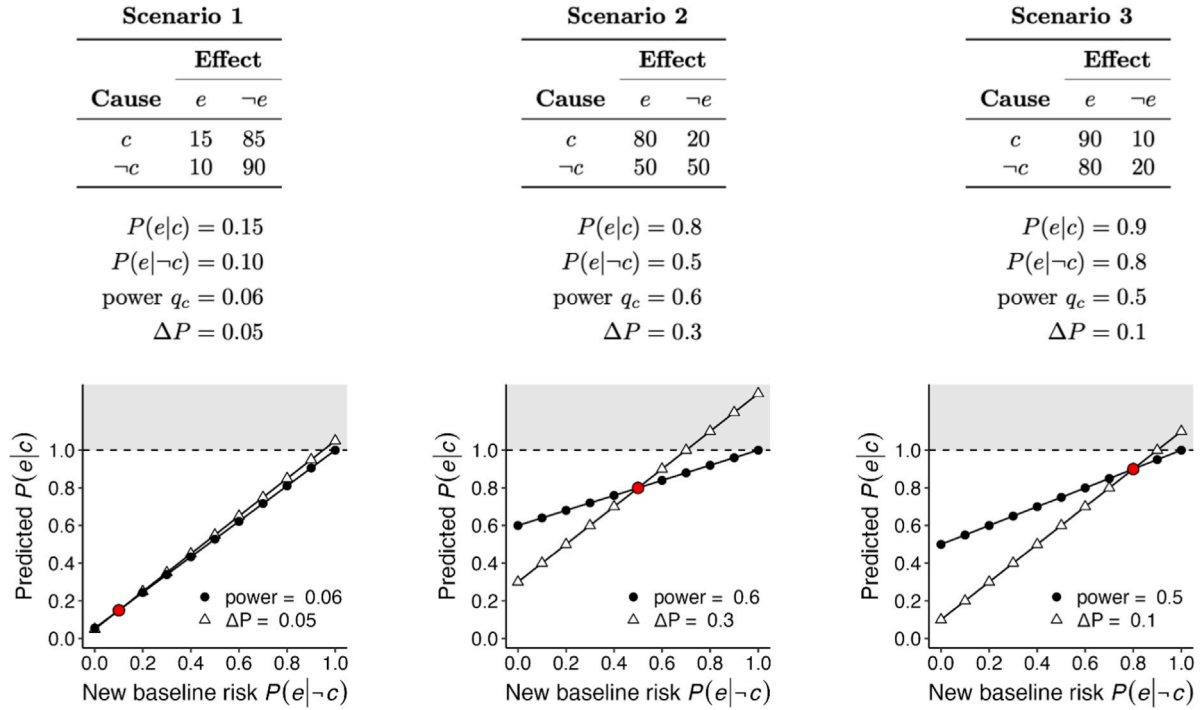 Scenario 1
Effect
Cause e ¬e
c 15 85
¬c 10 90
P(e|c) = 0.15
P(e|¬c) = 0.10
power q_c = 0.06
ΔP = 0.05
Predicted P(e|c)
1.0
0.8
0.6
0.4
0.2
0.0
power = 0.06
ΔP = 0.05
0.0 0.2 0.4 0.6 0.8 1.0
New baseline risk P(e|¬c)
Scenario 2
Effect
Cause e ¬e
c 80 20
¬c 50 50
P(e|c) = 0.8
P(e|¬c) = 0.5
power q_c = 0.6
ΔP = 0.3
Predicted P(e|c)
1.0
0.8
0.6
0.4
0.2
0.0
power = 0.6
ΔP = 0.3
0.0 0.2 0.4 0.6 0.8 1.0
New baseline risk P(e|¬c)
Scenario 3
Effect
Cause e ¬e
c 90 10
¬c 80 20
P(e|c) = 0.9
P(e|¬c) = 0.8
power q_c = 0.5
ΔP = 0.1
Predicted P(e|c)
1.0
0.8
0.6
0.4
0.2
0.0
power = 0.5
ΔP = 0.1
0.0 0.2 0.4 0.6 0.8 1.0
New baseline risk P(e|¬c)